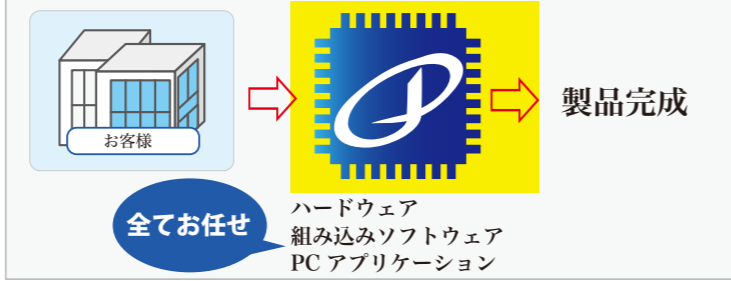 お客様
製品完成
全てお任せ
ハードウェア
組み込みソフトウェア
PC アプリケーション